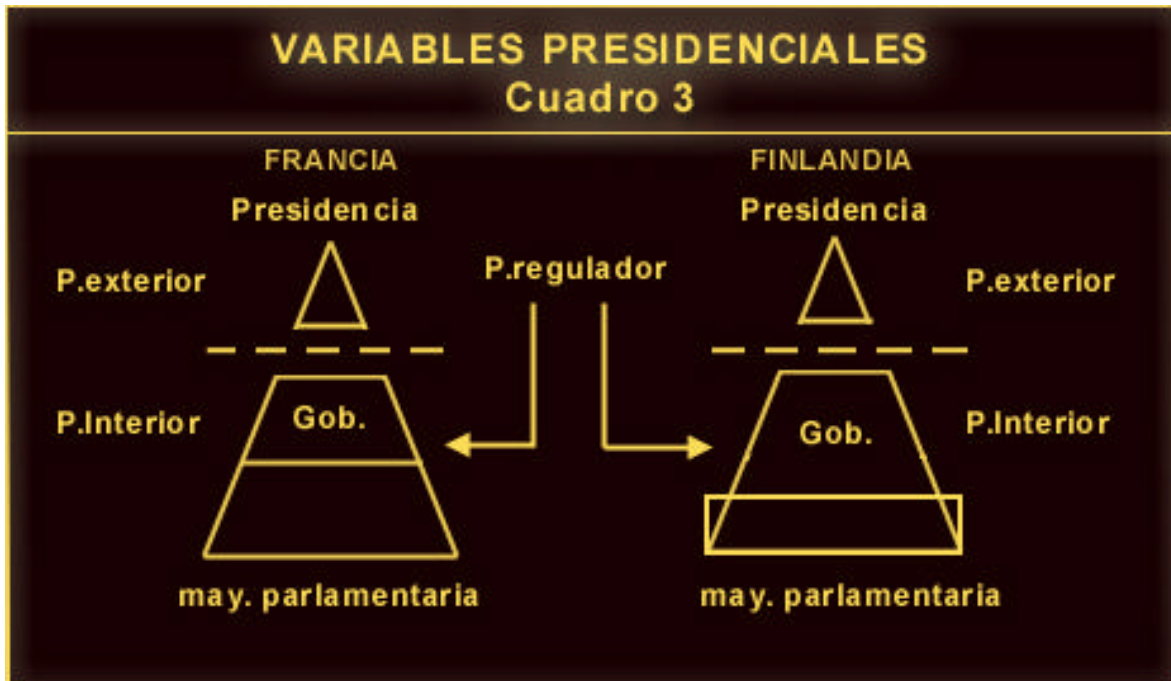 VARIABLES PRESIDENCIALES
Cuadro 3
FRANCIA
FINLANDIA
Presidencia
Presidencia
P.exterior
P.regulador
P.exterior
P.Interior
Gob.
Gob.
P.Interior
may. parlamentaria
may. parlamentaria